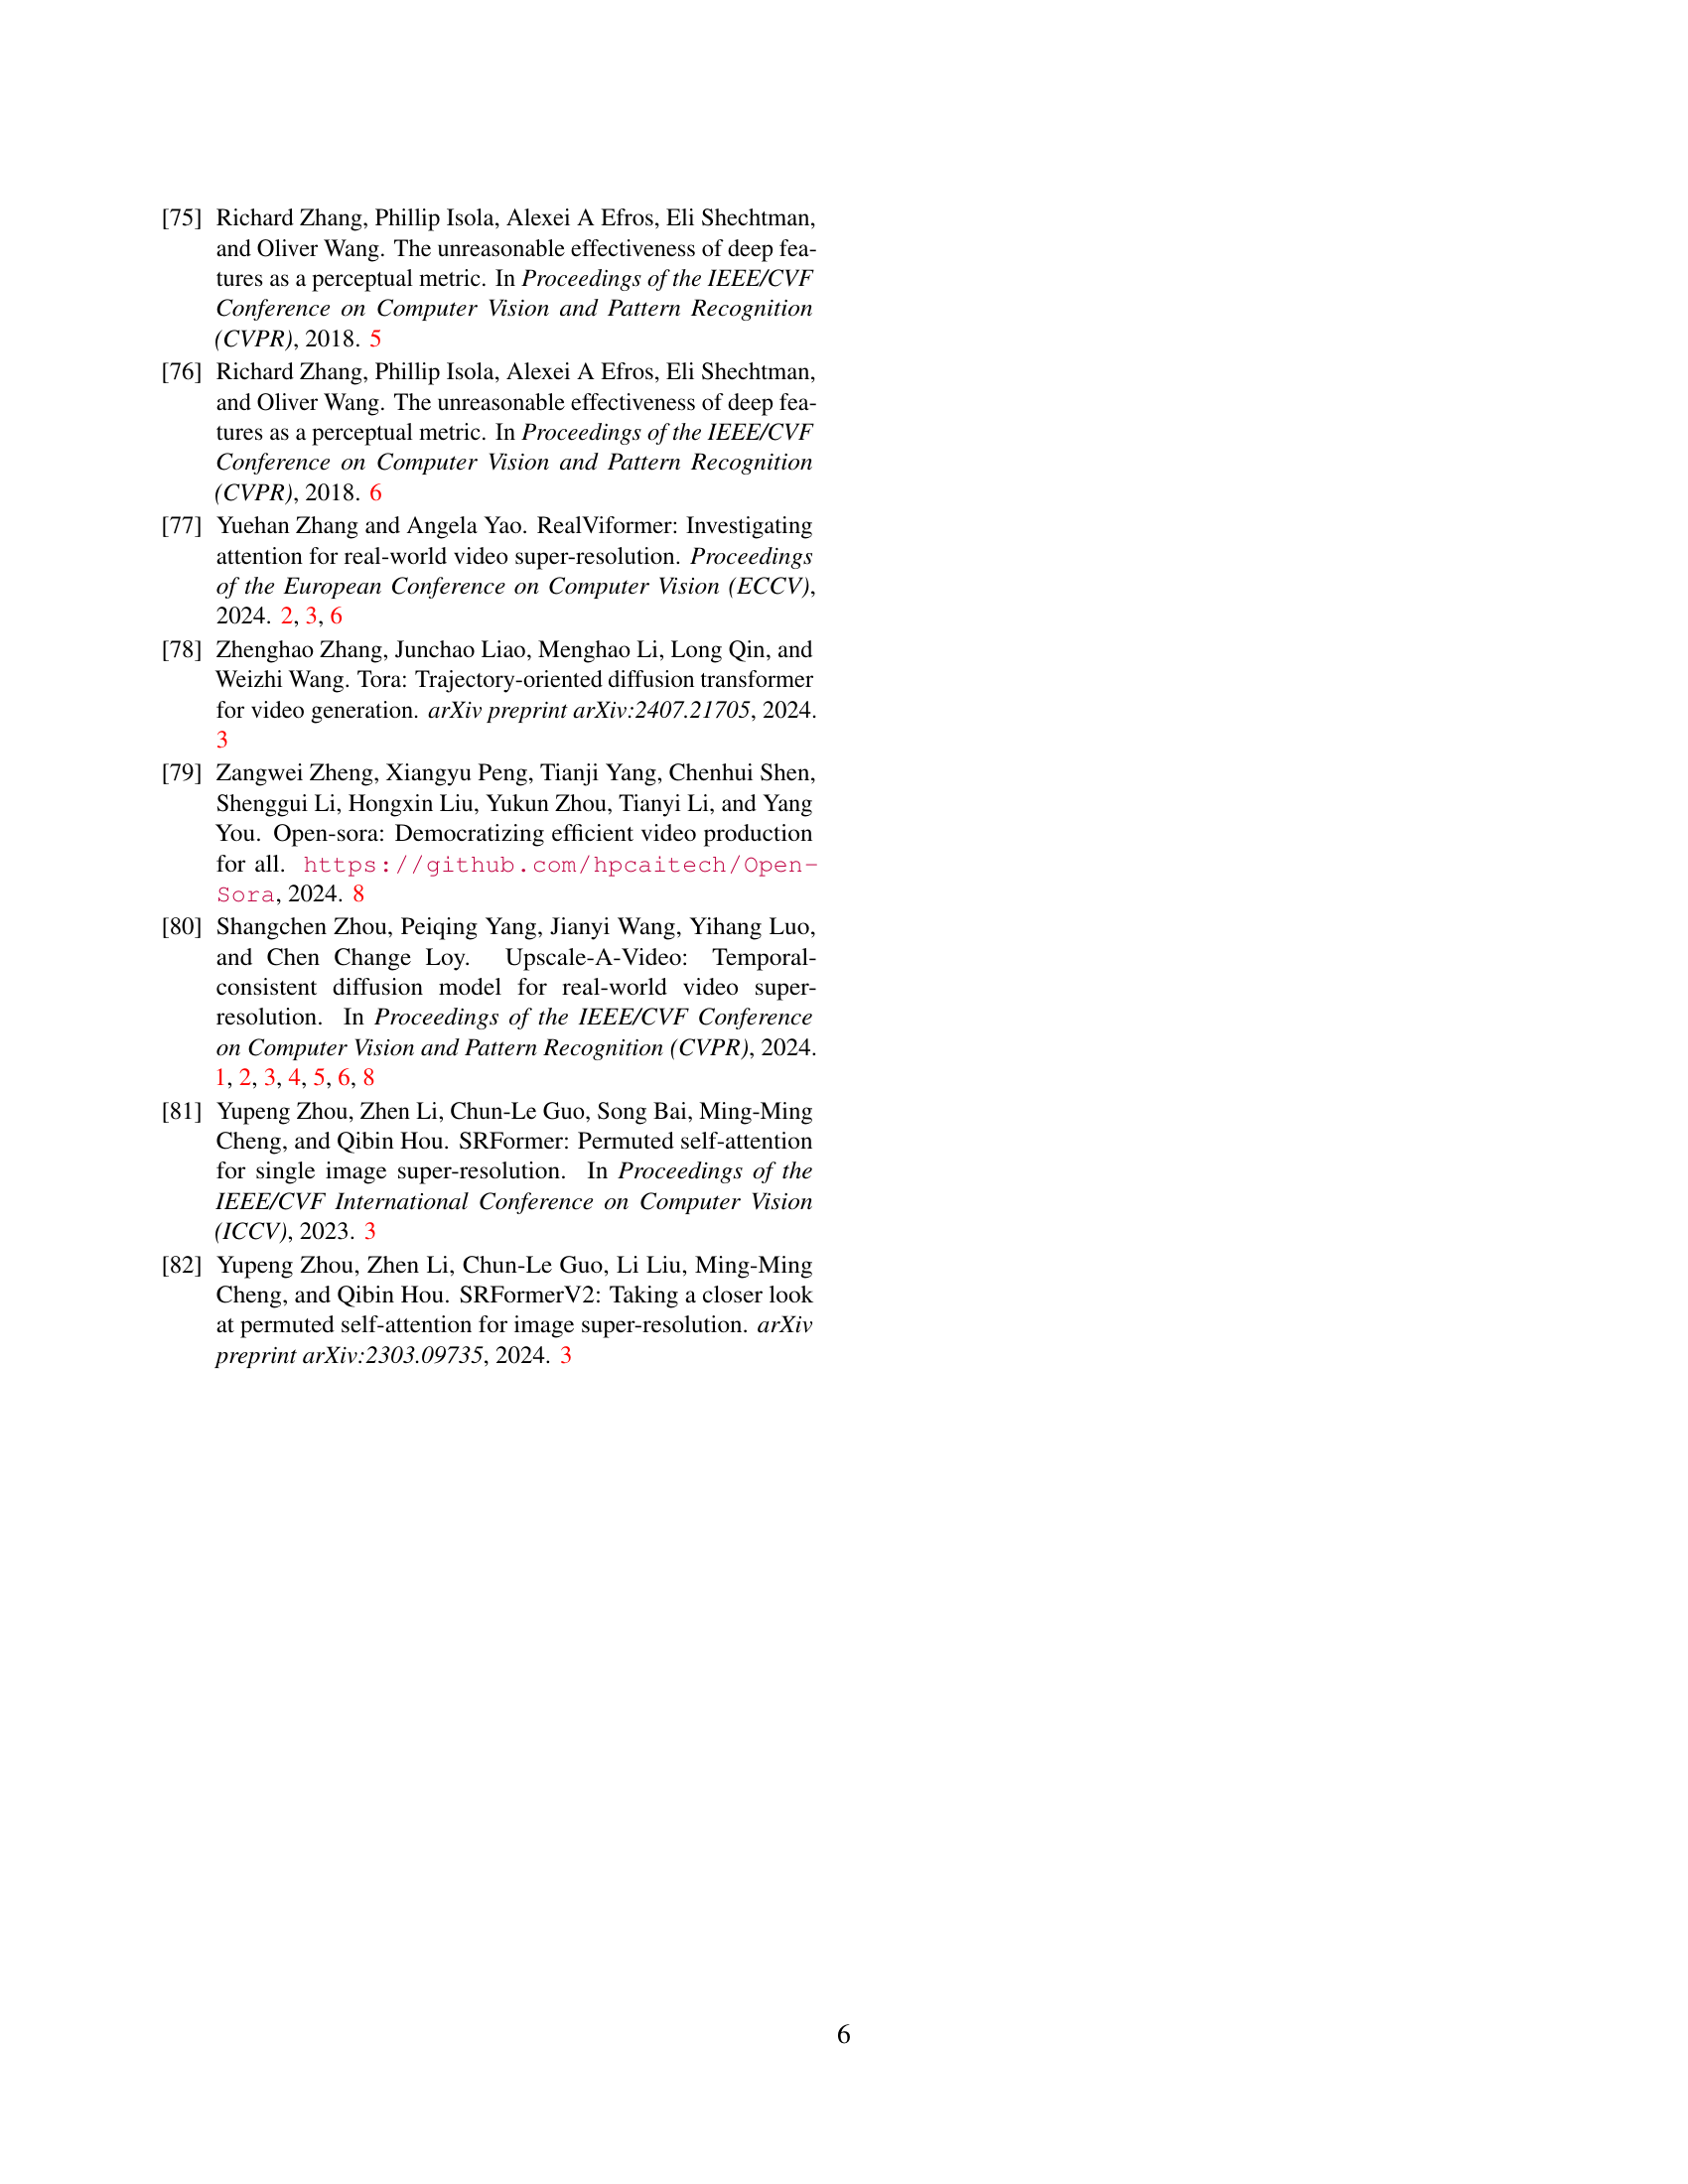 [75] Richard Zhang, Phillip Isola, Alexei A Efros, Eli Shechtman,
and Oliver Wang. The unreasonable effectiveness of deep fea-
tures as a perceptual metric. In Proceedings of the IEEE/CVF
Conference on Computer Vision and Pattern Recognition
(CVPR), 2018. 5
[76] Richard Zhang, Phillip Isola, Alexei A Efros, Eli Shechtman,
and Oliver Wang. The unreasonable effectiveness of deep fea-
tures as a perceptual metric. In Proceedings of the IEEE/CVF
Conference on Computer Vision and Pattern Recognition
(CVPR), 2018. 6
[77] Yuehan Zhang and Angela Yao. RealViformer: Investigating
attention for real-world video super-resolution. Proceedings
of the European Conference on Computer Vision (ECCV),
2024. 2, 3, 6
[78] Zhenghao Zhang, Junchao Liao, Menghao Li, Long Qin, and
Weizhi Wang. Tora: Trajectory-oriented diffusion transformer
for video generation. arXiv preprint arXiv:2407.21705, 2024.
3
[79] Zangwei Zheng, Xiangyu Peng, Tianji Yang, Chenhui Shen,
Shenggui Li, Hongxin Liu, Yukun Zhou, Tianyi Li, and Yang
You. Open-sora: Democratizing efficient video production
for all. https://github.com/hpcaitech/Open-
Sora, 2024. 8
[80] Shangchen Zhou, Peiqing Yang, Jianyi Wang, Yihang Luo,
and Chen Change Loy. Upscale-A-Video: Temporal-
consistent diffusion model for real-world video super-
resolution. In Proceedings of the IEEE/CVF Conference
on Computer Vision and Pattern Recognition (CVPR), 2024.
1, 2, 3, 4, 5, 6, 8
[81] Yupeng Zhou, Zhen Li, Chun-Le Guo, Song Bai, Ming-Ming
Cheng, and Qibin Hou. SRFormer: Permuted self-attention
for single image super-resolution. In Proceedings of the
IEEE/CVF International Conference on Computer Vision
(ICCV), 2023. 3
[82] Yupeng Zhou, Zhen Li, Chun-Le Guo, Li Liu, Ming-Ming
Cheng, and Qibin Hou. SRFormerV2: Taking a closer look
at permuted self-attention for image super-resolution. arXiv
preprint arXiv:2303.09735, 2024. 3
6